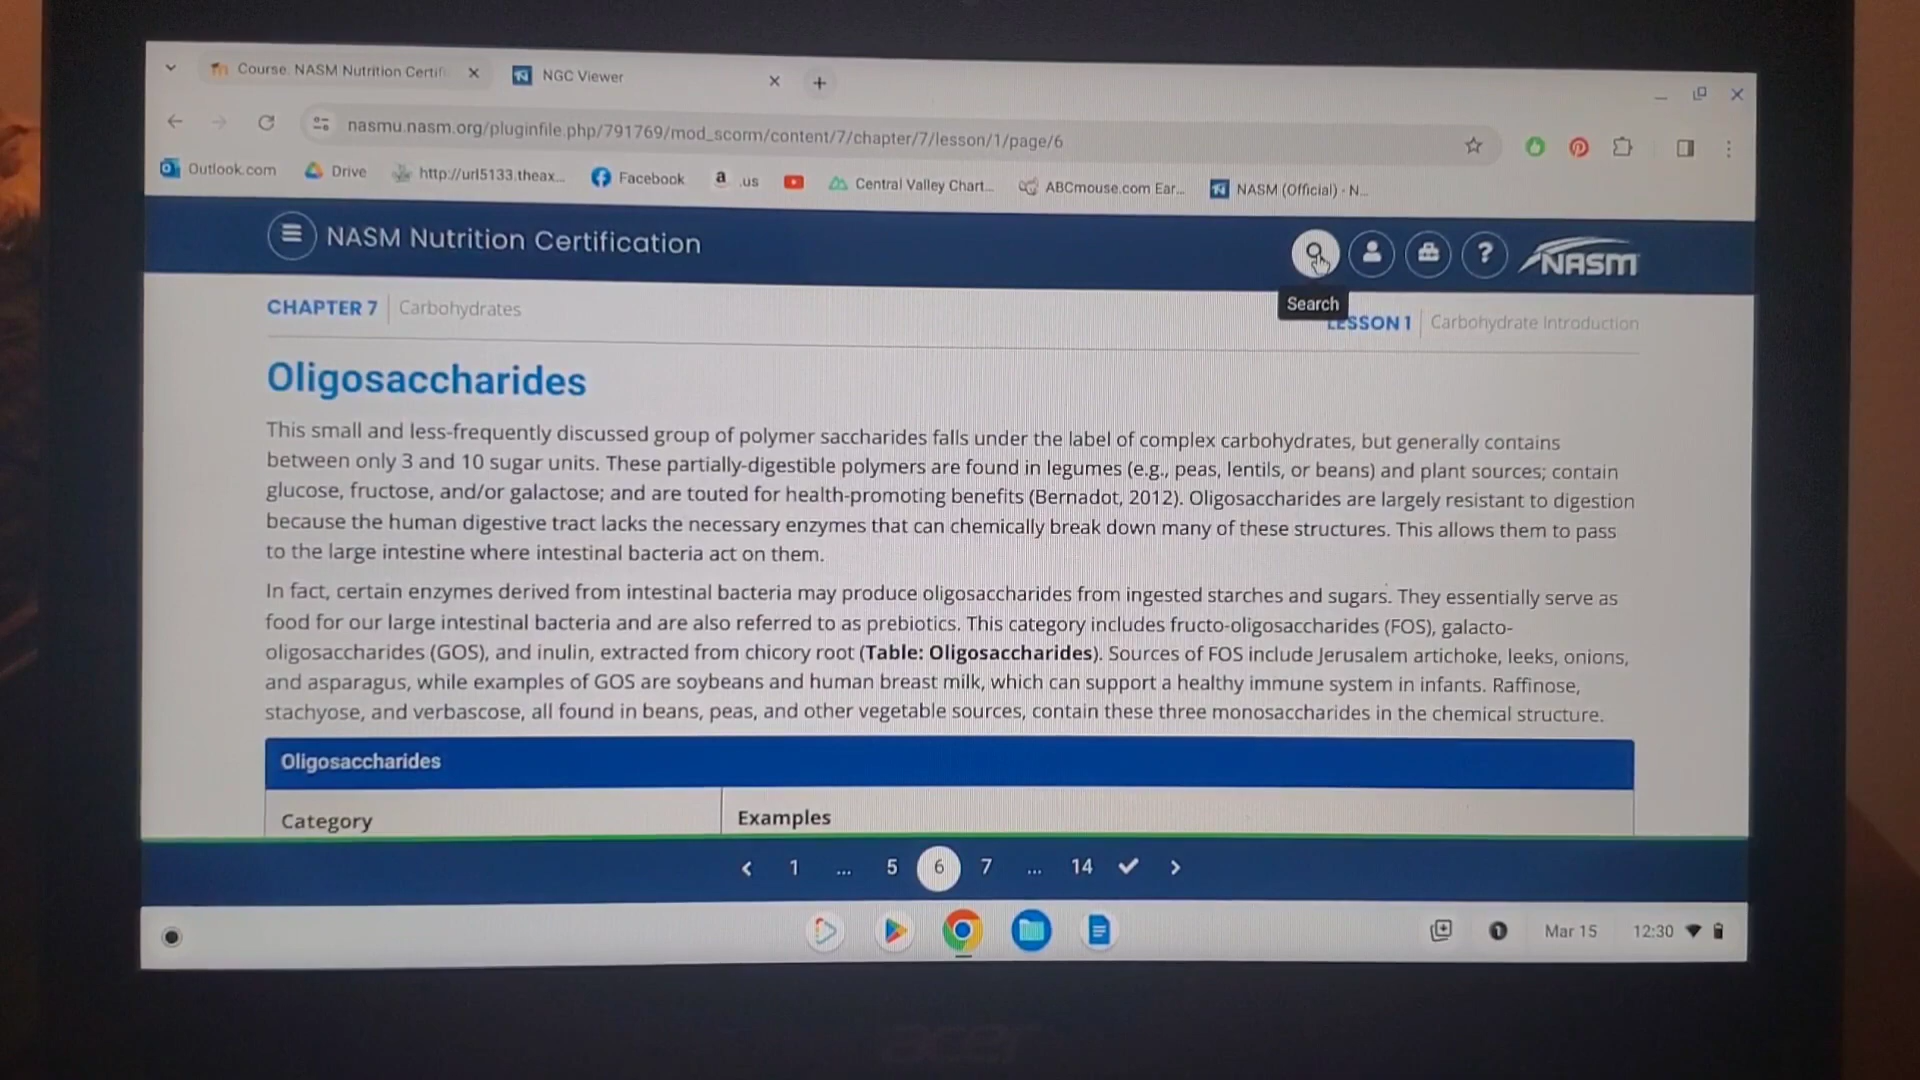 Course: NASM Nutrition Certifi
NGC Viewer
nasmu.nasm.org/pluginfile.php/791769/mod_scorm/content/7/chapter/7/lesson/1/page/6
Outlook.com Drive http://url5133.theax... Facebook .us Central Valley Chart... ABCmouse.com Ear... NASM (Official) - N...
NASM Nutrition Certification
? NASM
Search
CHAPTER 7 | Carbohydrates
LESSON 1 | Carbohydrate Introduction
Oligosaccharides
This small and less-frequently discussed group of polymer saccharides falls under the label of complex carbohydrates, but generally contains
between only 3 and 10 sugar units. These partially-digestible polymers are found in legumes (e.g., peas, lentils, or beans) and plant sources; contain
glucose, fructose, and/or galactose; and are touted for health-promoting benefits (Bernadot, 2012). Oligosaccharides are largely resistant to digestion
because the human digestive tract lacks the necessary enzymes that can chemically break down many of these structures. This allows them to pass
to the large intestine where intestinal bacteria act on them.
In fact, certain enzymes derived from intestinal bacteria may produce oligosaccharides from ingested starches and sugars. They essentially serve as
food for our large intestinal bacteria and are also referred to as prebiotics. This category includes fructo-oligosaccharides (FOS), galacto-
oligosaccharides (GOS), and inulin, extracted from chicory root (Table: Oligosaccharides). Sources of FOS include Jerusalem artichoke, leeks, onions,
and asparagus, while examples of GOS are soybeans and human breast milk, which can support a healthy immune system in infants. Raffinose,
stachyose, and verbascose, all found in beans, peas, and other vegetable sources, contain these three monosaccharides in the chemical structure.
Oligosaccharides
Category Examples
1 ... 5 6 7 ... 14
Mar 15 12:30
acer